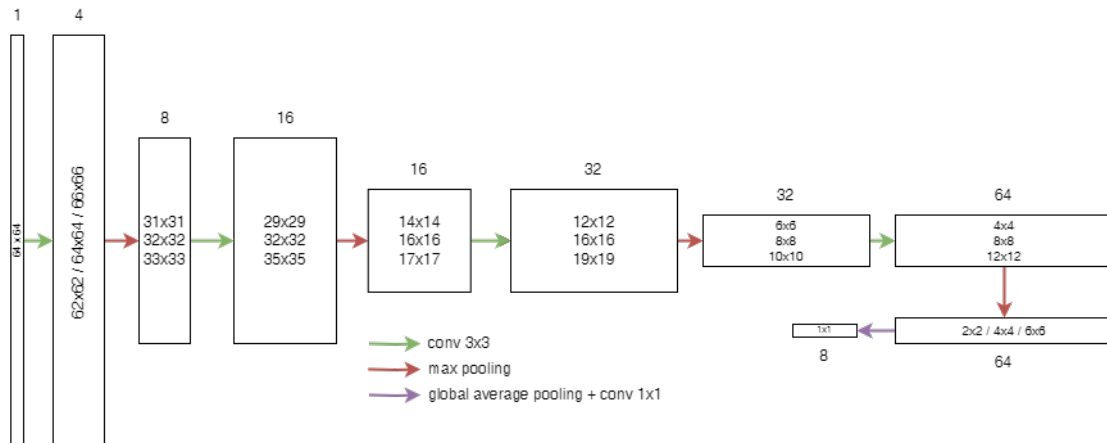 1
4
64 x 64
62x62 / 64x64 / 66x66
8
31x31
32x32
33x33
16
29x29
32x32
35x35
16
14x14
16x16
17x17
32
12x12
16x16
19x19
32
6x6
8x8
10x10
64
4x4
8x8
12x12
2x2 / 4x4 / 6x6
64
1x1
8
conv 3x3
max pooling
global average pooling + conv 1x1